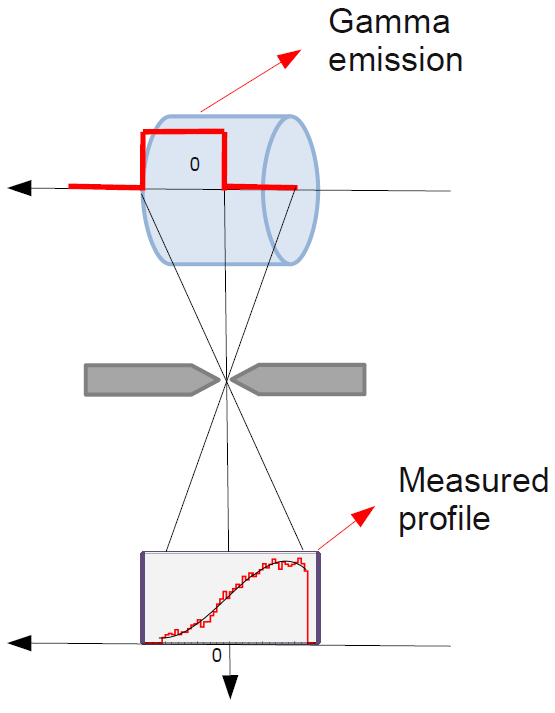 Gamma
emission
0
Measured
profile
0